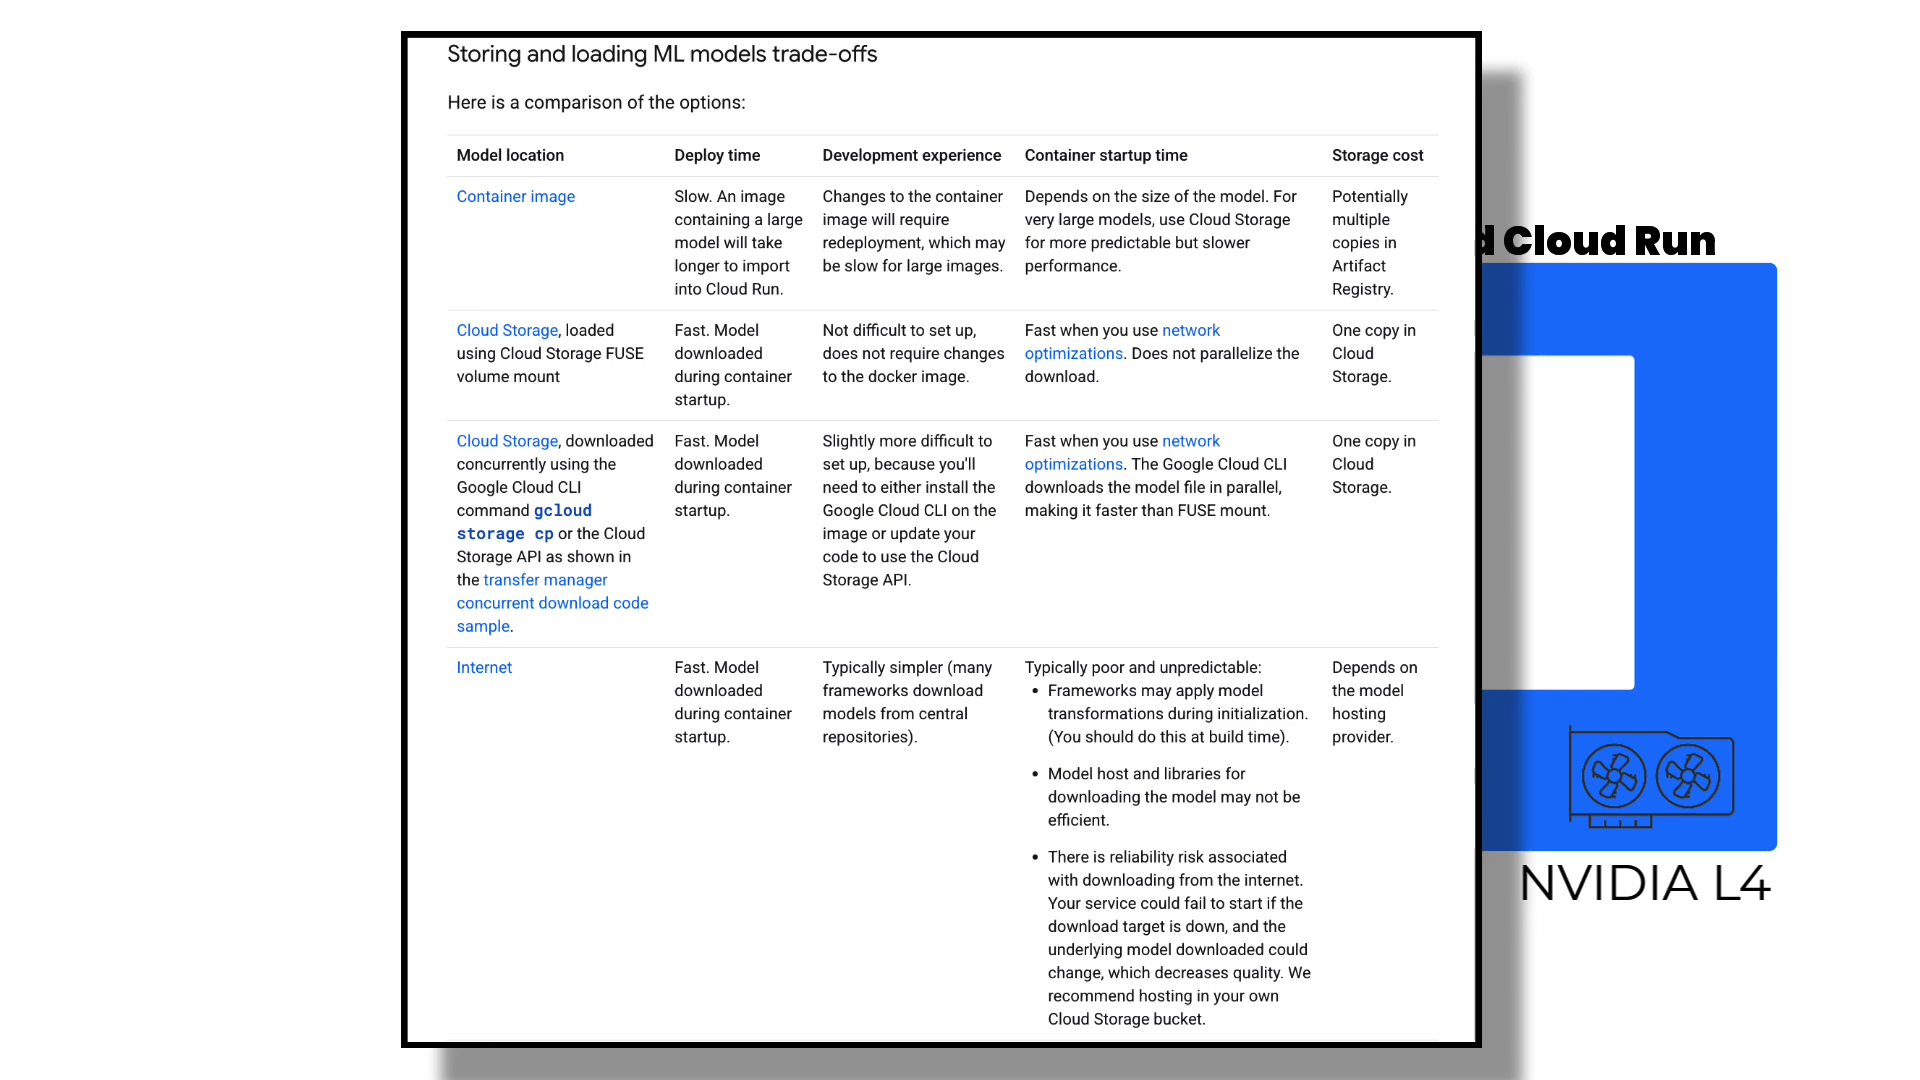 Storing and loading ML models trade-offs
Here is a comparison of the options:
Model location
Deploy time
Development experience
Container startup time
Storage cost
Container image
Slow. An image
containing a large
model will take
longer to import
into Cloud Run.
Changes to the container
image will require
redeployment, which may
be slow for large images.
Depends on the size of the model. For
very large models, use Cloud Storage
for more predictable but slower
performance.
Potentially
multiple
copies in
Artifact
Registry.
Cloud Storage, loaded
using Cloud Storage FUSE
volume mount
Fast. Model
downloaded
during container
startup.
Not difficult to set up,
does not require changes
to the docker image.
Fast when you use network
optimizations. Does not parallelize the
download.
One copy in
Cloud
Storage.
Cloud Storage, downloaded
concurrently using the
Google Cloud CLI
command gcloud
storage cp or the Cloud
Storage API as shown in
the transfer manager
concurrent download code
sample.
Fast. Model
downloaded
during container
startup.
Slightly more difficult to
set up, because you'll
need to either install the
Google Cloud CLI on the
image or update your
code to use the Cloud
Storage API.
Fast when you use network
optimizations. The Google Cloud CLI
downloads the model file in parallel,
making it faster than FUSE mount.
One copy in
Cloud
Storage.
Internet
Fast. Model
downloaded
during container
startup.
Typically simpler (many
frameworks download
models from central
repositories).
Typically poor and unpredictable:
• Frameworks may apply model
transformations during initialization.
(You should do this at build time).
• Model host and libraries for
downloading the model may not be
efficient.
• There is reliability risk associated
with downloading from the internet.
Your service could fail to start if the
download target is down, and the
underlying model downloaded could
change, which decreases quality. We
recommend hosting in your own
Cloud Storage bucket.
Depends on
the model
hosting
provider.
Cloud Run
NVIDIA L4